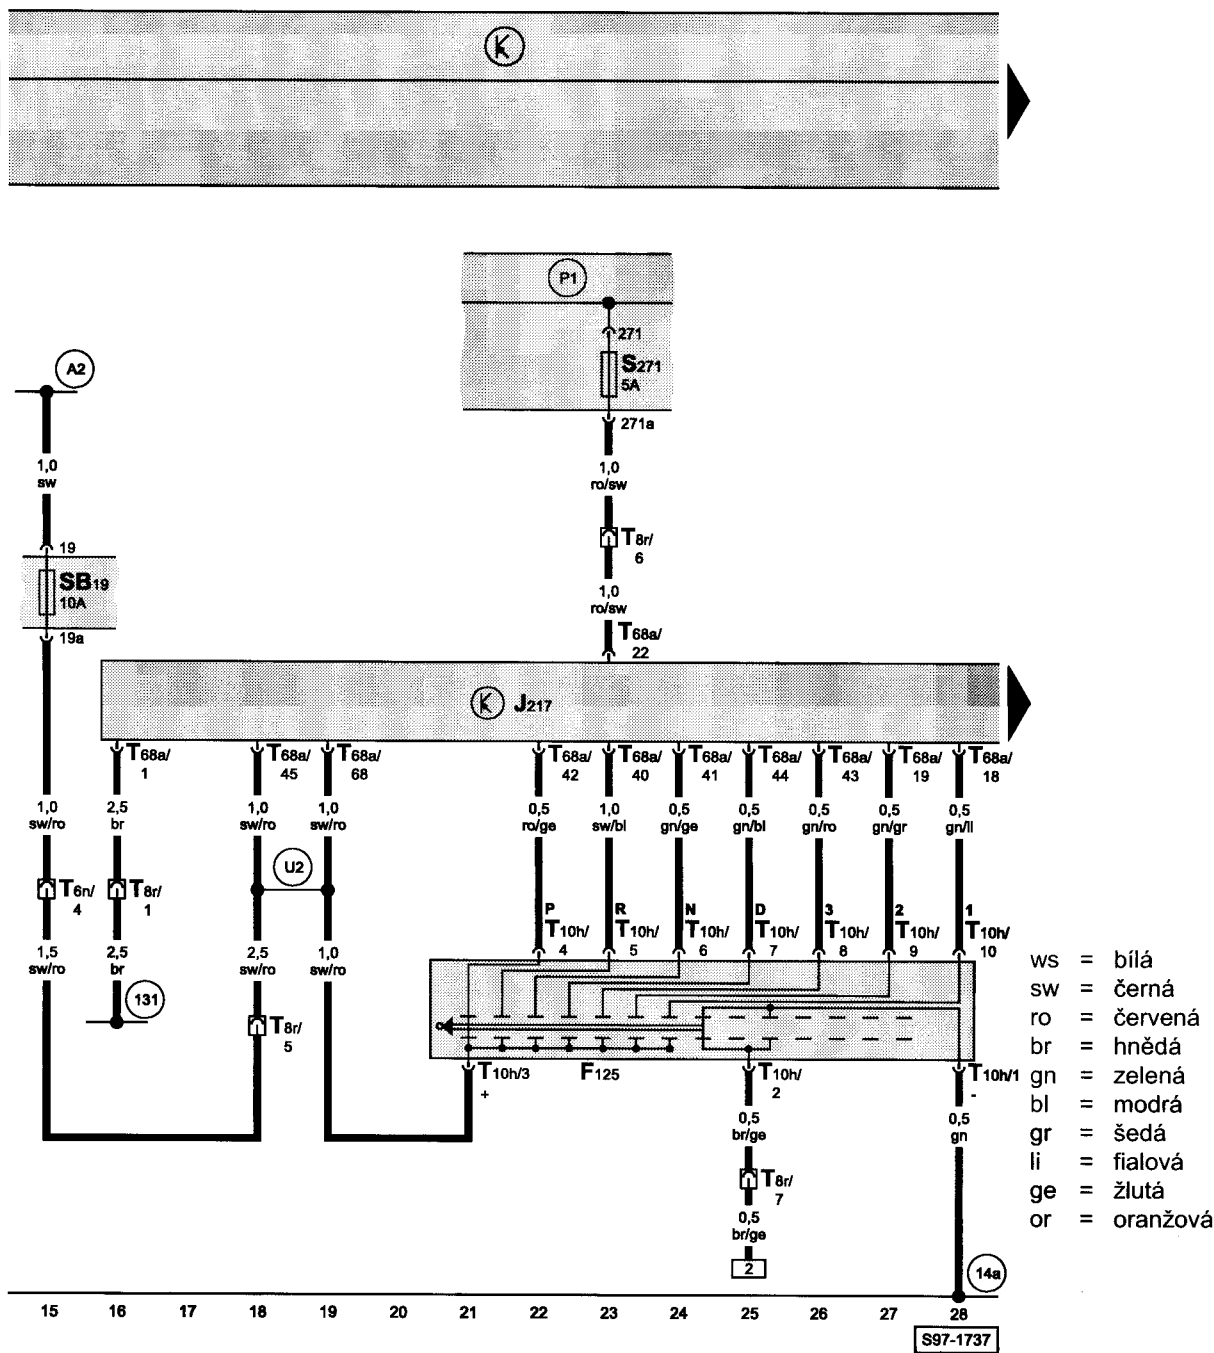 P1
271
S271
5A
271a
A2
1,0
sw
1,0
ro/sw
T8r/
6
19
SB19
10A
19a
1,0
ro/sw
T68a/
22
J217
T68a/
1
T68a/
45
T68a/
68
T68a/
42
T68a/
40
T68a/
41
T68a/
44
T68a/
43
T68a/
19
T68a/
18
1,0
sw/ro
2,5
br
1,0
sw/ro
1,0
sw/ro
0,5
ro/ge
1,0
sw/bl
0,5
gn/ge
0,5
gn/bl
0,5
gn/ro
0,5
gn/gr
0,5
gn/li
U2
T6n/
4
T8r/
1
P
T10h/
4
R
T10h/
5
N
T10h/
6
D
T10h/
7
3
T10h/
8
2
T10h/
9
1
T10h/
10
1,5
sw/ro
2,5
br
2,5
sw/ro
1,0
sw/ro
131
T8r/
5
T10h/3
+
F125
T10h/
2
T10h/1
-
0,5
br/ge
0,5
gn
T8r/
7
0,5
br/ge
2
14a
ws = bílá
sw = černá
ro = červená
br = hnědá
gn = zelená
bl = modrá
gr = šedá
li = fialová
ge = žlutá
or = oranžová
15 16 17 18 19 20 21 22 23 24 25 26 27 28
S97-1737